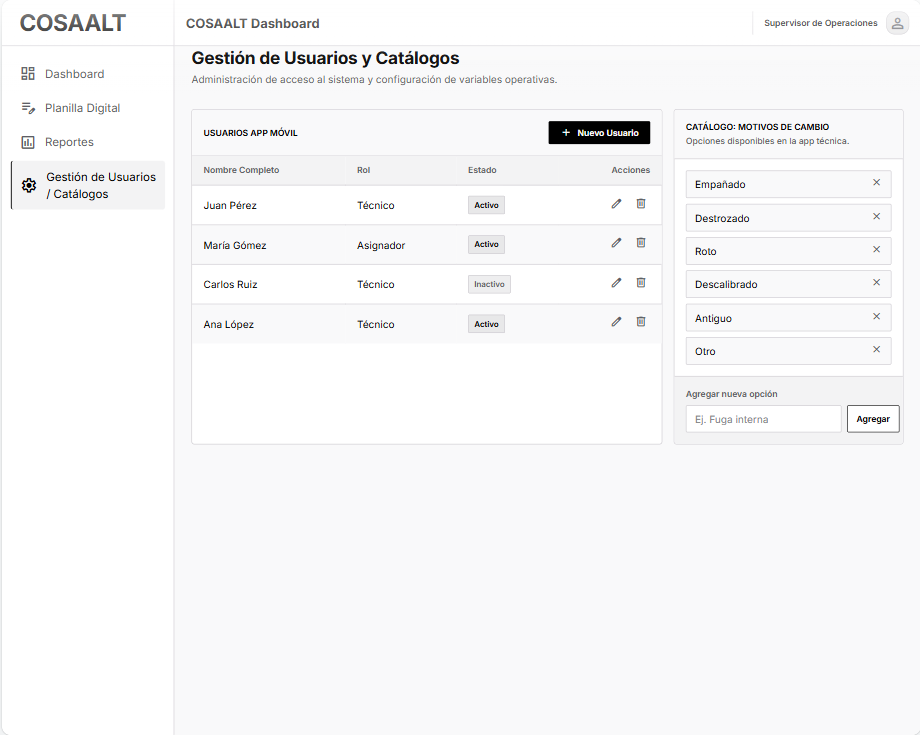 COSAALT
COSAALT Dashboard
Supervisor de Operaciones
Dashboard
Planilla Digital
Reportes
Gestión de Usuarios
/ Catálogos
Gestión de Usuarios y Catálogos
Administración de acceso al sistema y configuración de variables operativas.
USUARIOS APP MÓVIL
+ Nuevo Usuario
Nombre Completo Rol Estado Acciones
Juan Pérez Técnico Activo
María Gómez Asignador Activo
Carlos Ruiz Técnico Inactivo
Ana López Técnico Activo
CATÁLOGO: MOTIVOS DE CAMBIO
Opciones disponibles en la app técnica.
Empañado
Destrozado
Roto
Descalibrado
Antiguo
Otro
Agregar nueva opción
Ej. Fuga interna Agregar